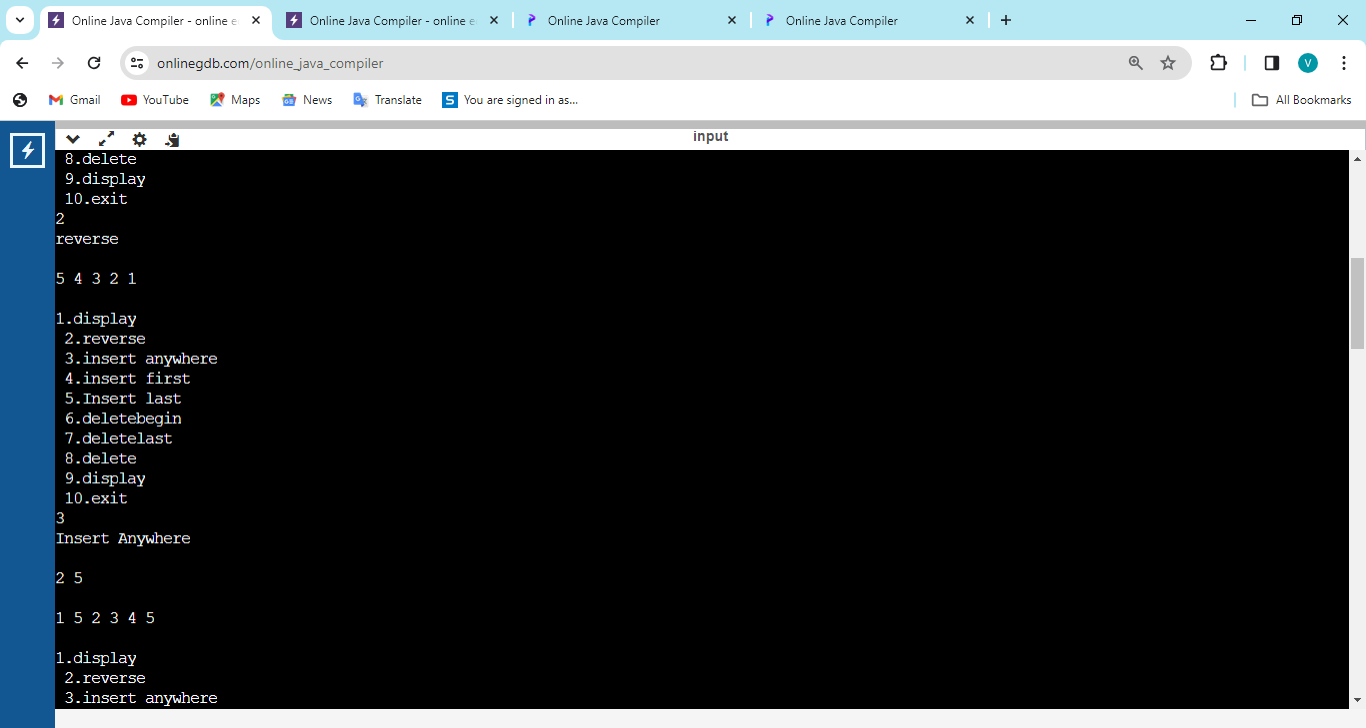 Online Java Compiler - online e
Online Java Compiler - online e
Online Java Compiler
Online Java Compiler
onlinegdb.com/online_java_compiler
V
Gmail
YouTube
Maps
News
Translate
S
You are signed in as...
All Bookmarks
input
8.delete
9.display
10.exit
2
reverse
5 4 3 2 1
1.display
2.reverse
3.insert anywhere
4.insert first
5.Insert last
6.deletebegin
7.deletelast
8.delete
9.display
10.exit
3
Insert Anywhere
2 5
1 5 2 3 4 5
1.display
2.reverse
3.insert anywhere